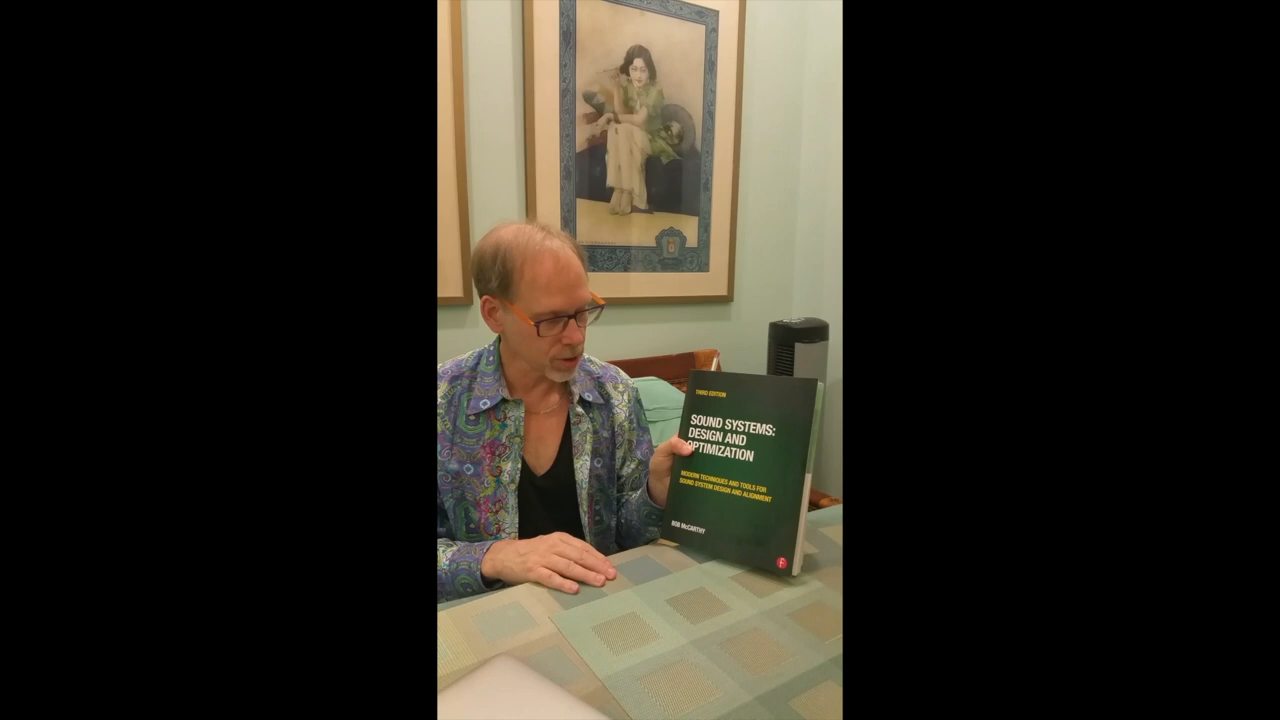 THIRD EDITION
SOUND SYSTEMS:
DESIGN AND
OPTIMIZATION
MODERN TECHNIQUES AND TOOLS FOR
SOUND SYSTEM DESIGN AND ALIGNMENT
BOB McCARTHY